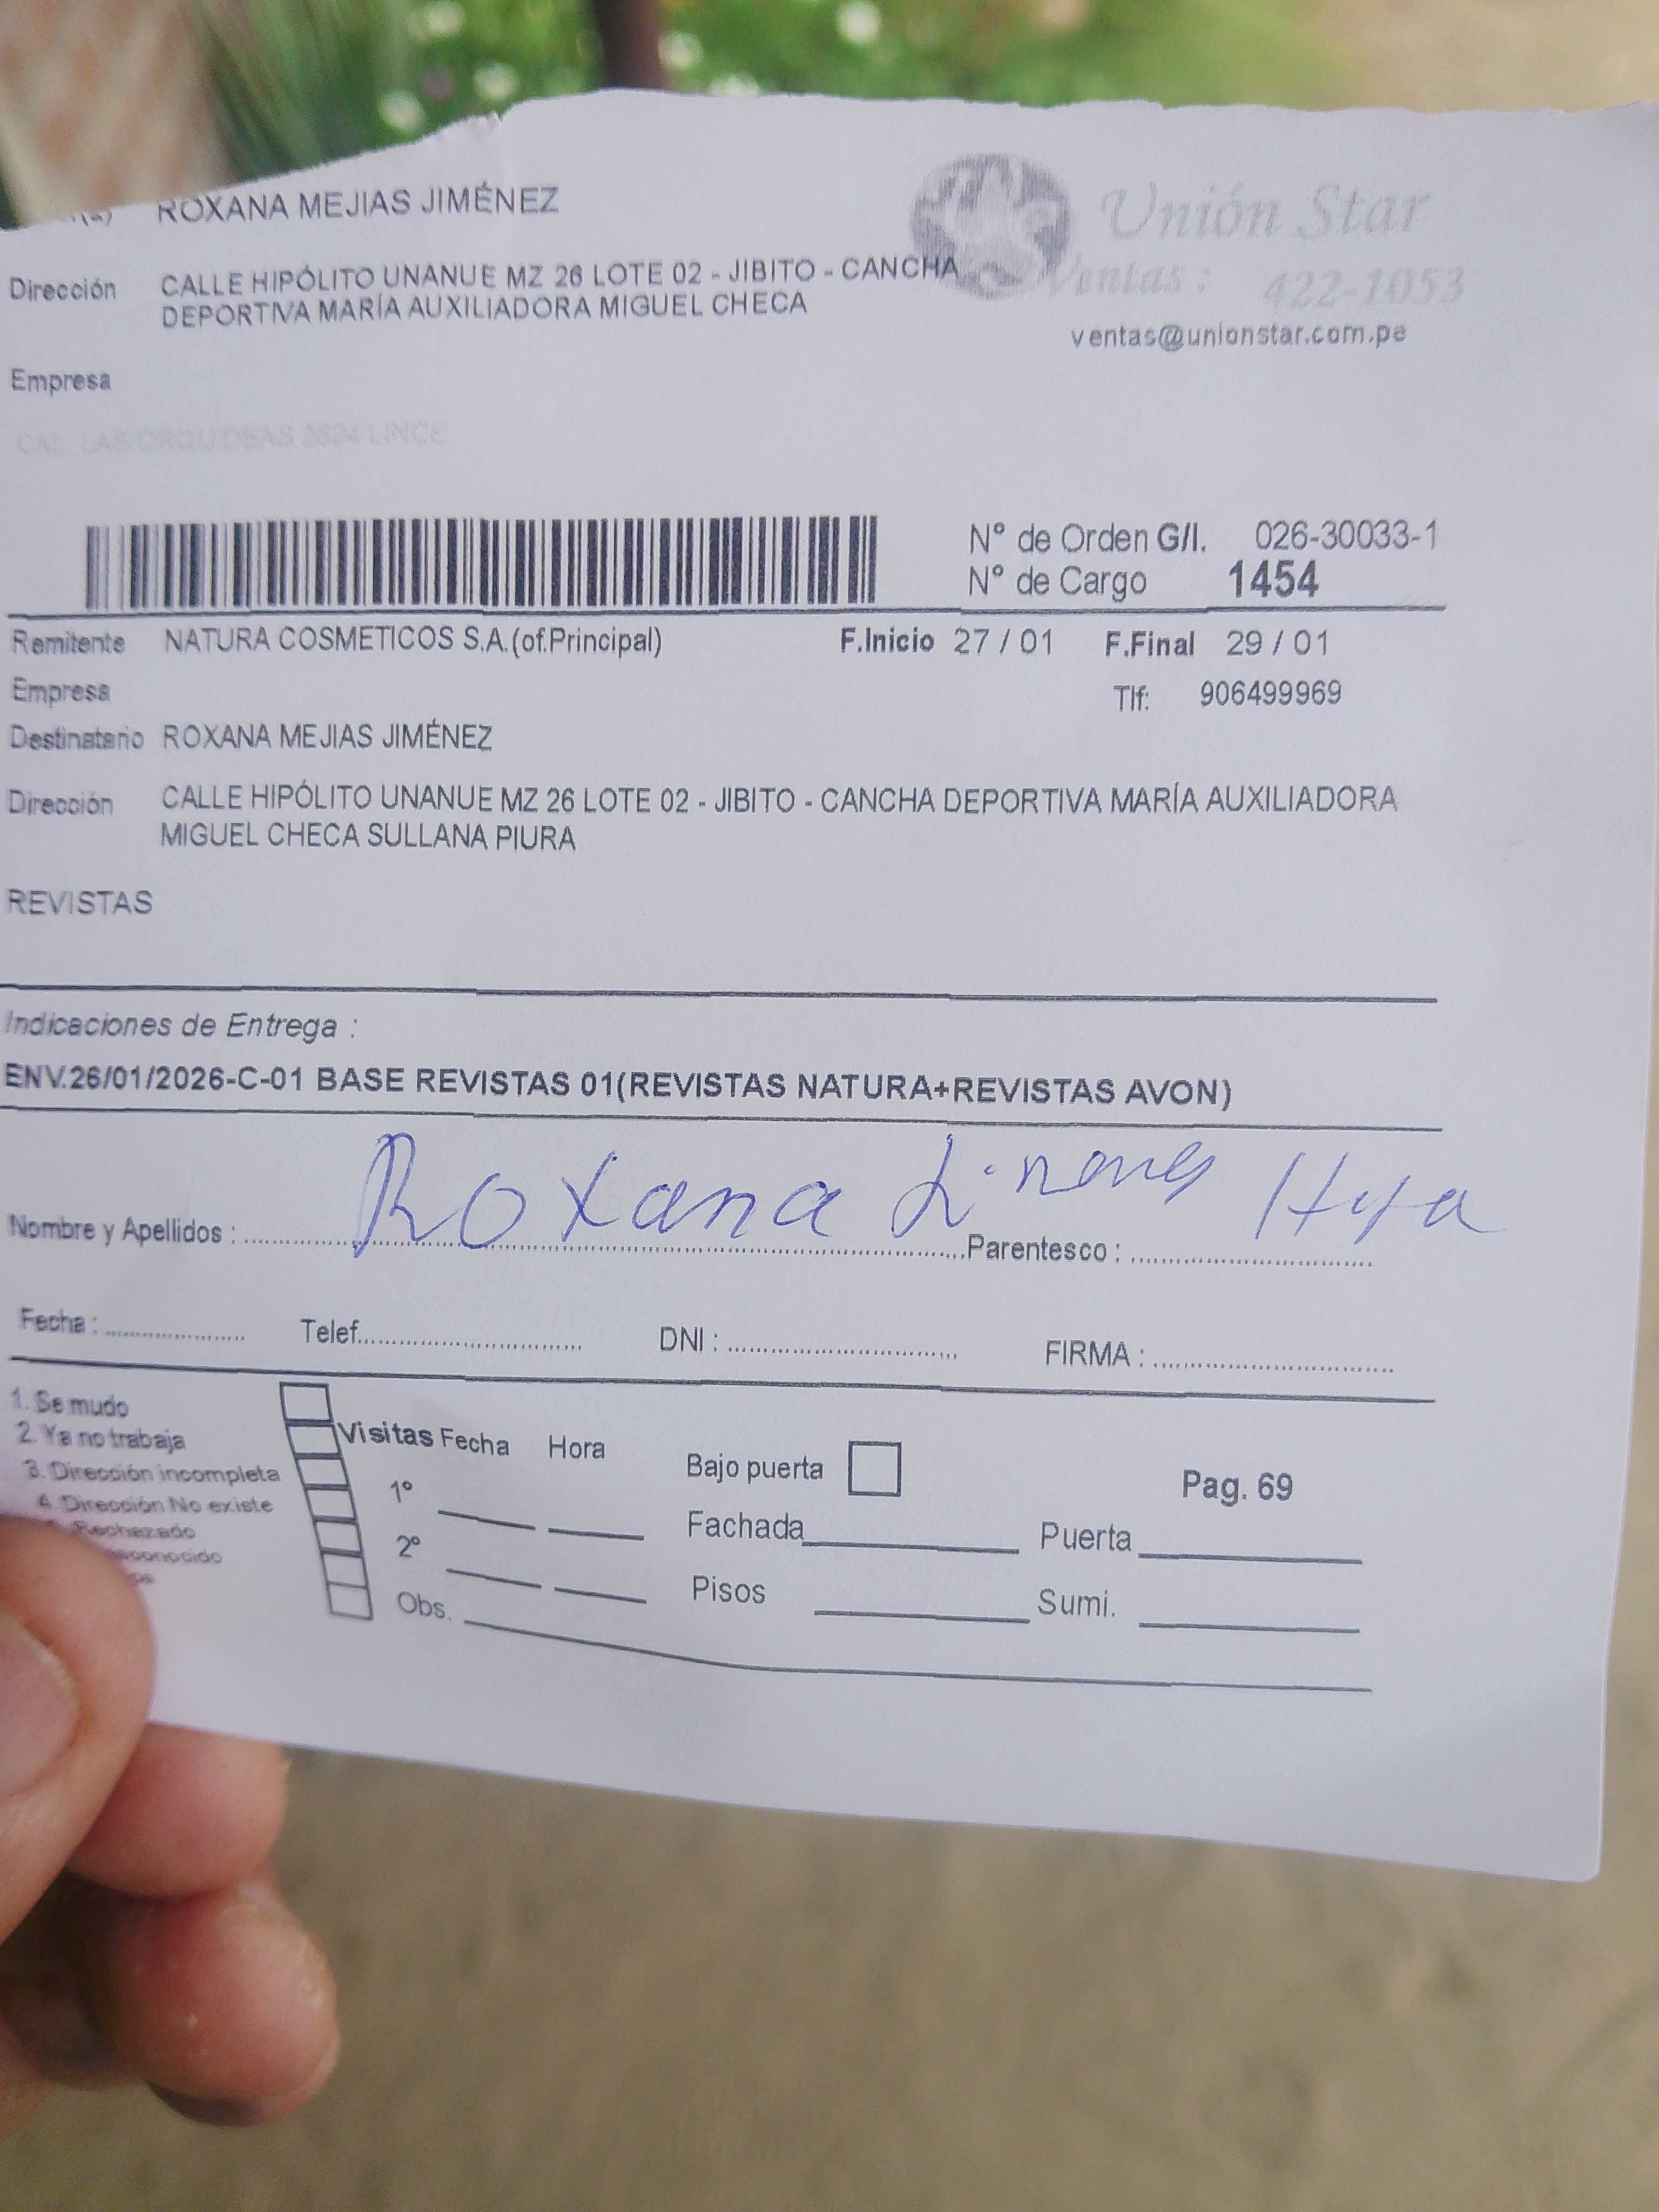 ROXANA MEJIAS JIMÉNEZ
Unión Star
Dirección CALLE HIPÓLITO UNANUE MZ 26 LOTE 02 - JIBITO - CANCHA
DEPORTIVA MARÍA AUXILIADORA MIGUEL CHECA
Ventas : 422-1053
ventas@unionstar.com.pe
Empresa
CAL. LAS ORQUIDEAS 2624 LINCE
N° de Orden G/I. 026-30033-1
N° de Cargo 1454
Remitente NATURA COSMETICOS S.A.(of.Principal) F.Inicio 27 / 01 F.Final 29 / 01
Empresa Tlf: 906499969
Destinatario ROXANA MEJIAS JIMÉNEZ
Dirección CALLE HIPÓLITO UNANUE MZ 26 LOTE 02 - JIBITO - CANCHA DEPORTIVA MARÍA AUXILIADORA
MIGUEL CHECA SULLANA PIURA
REVISTAS
Indicaciones de Entrega :
ENV.26/01/2026-C-01 BASE REVISTAS 01(REVISTAS NATURA+REVISTAS AVON)
Nombre y Apellidos : Roxana Parentesco :
Fecha : Telef. DNI : FIRMA :
1. Se mudo
2. Ya no trabaja
3. Dirección incompleta
4. Dirección No existe
Rechazado
Visitas Fecha Hora
1°
2°
Obs.
Bajo puerta
Pag. 69
Fachada Puerta
Pisos Sumi.